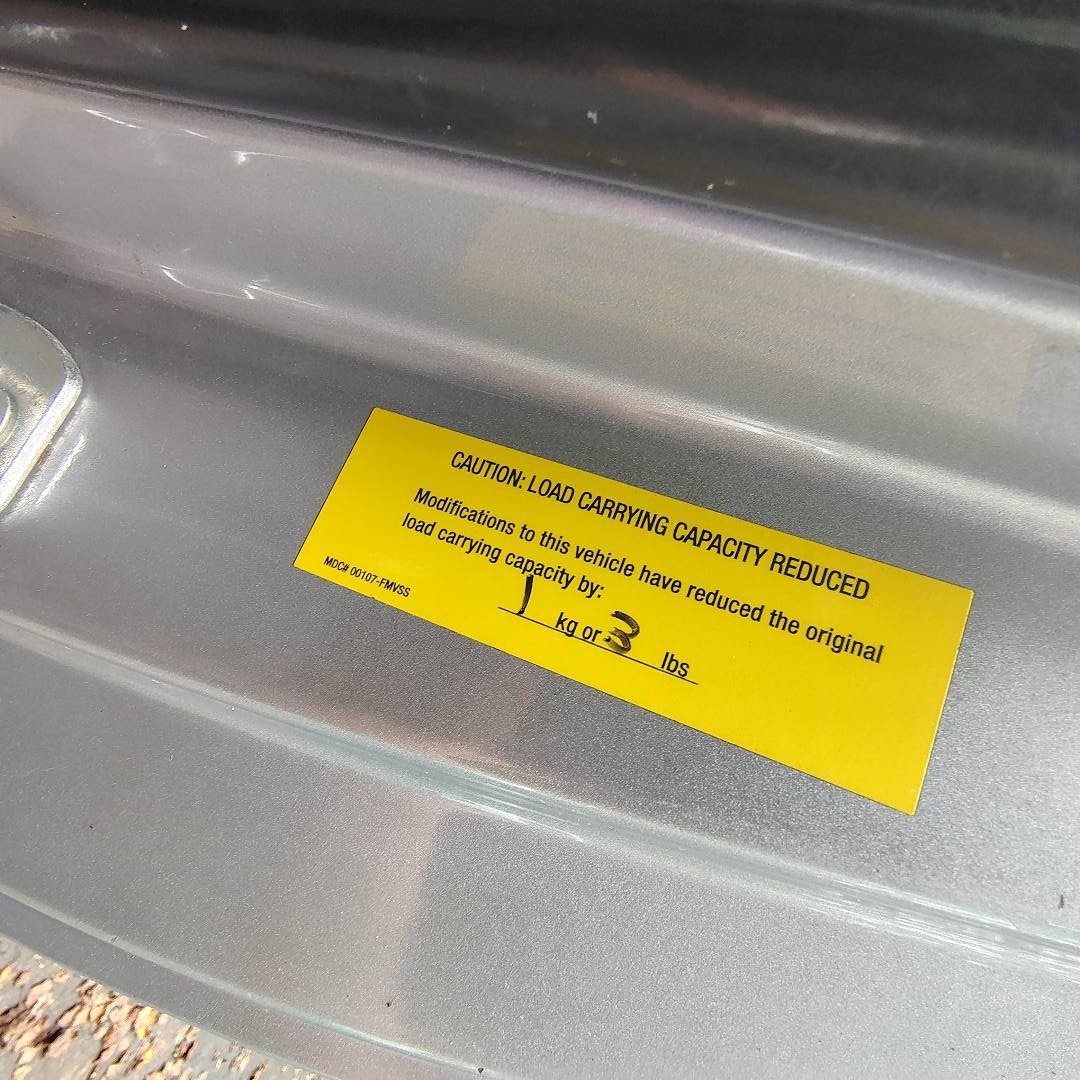 CAUTION: LOAD CARRYING CAPACITY REDUCED
Modifications to this vehicle have reduced the original
load carrying capacity by:
1 kg or 3 lbs
MDC# 00107-FMVSS